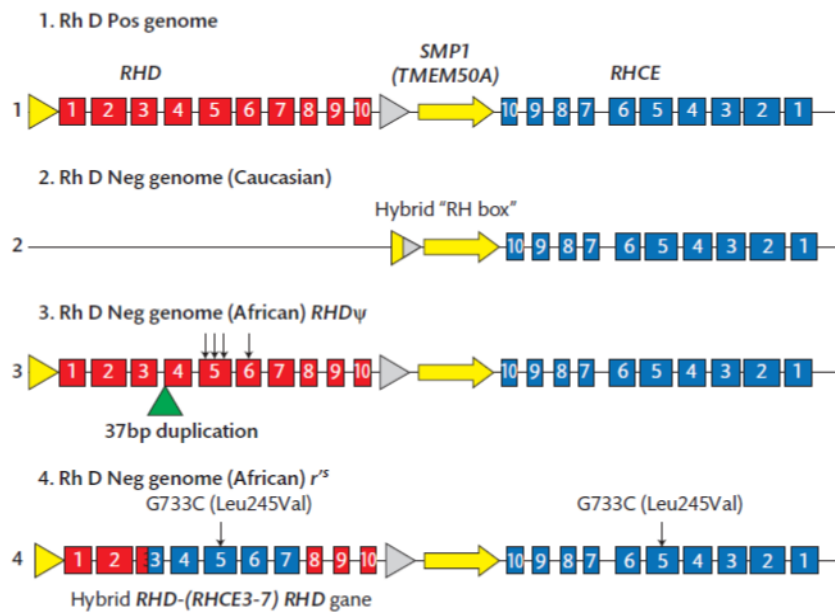 1. Rh D Pos genome
SMP1
RHD (TMEM50A) RHCE
1 1 2 3 4 5 6 7 8 9 10 10 9 8 7 6 5 4 3 2 1
2. Rh D Neg genome (Caucasian)
Hybrid “RH box”
2 10 9 8 7 6 5 4 3 2 1
3. Rh D Neg genome (African) RHDψ
3 1 2 3 4 5 6 7 8 9 10 10 9 8 7 6 5 4 3 2 1
37bp duplication
4. Rh D Neg genome (African) r's
G733C (Leu245Val) G733C (Leu245Val)
4 1 2 3 3 4 5 6 7 8 9 10 10 9 8 7 6 5 4 3 2 1
Hybrid RHD-(RHCE3-7) RHD gane